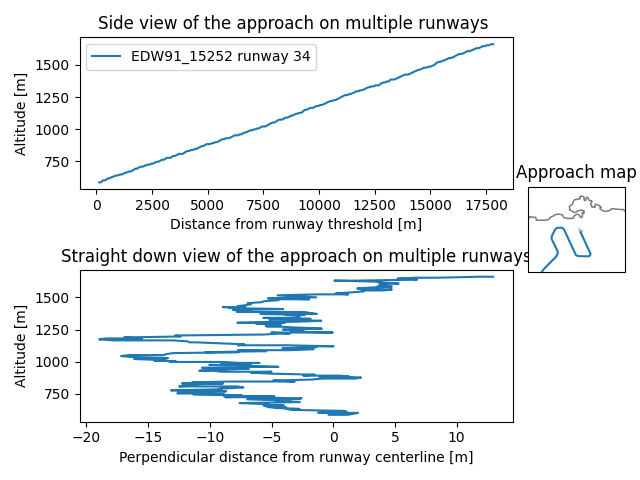 Side view of the approach on multiple runways
EDW91_15252 runway 34
1500
1250
1000
750
Altitude [m]
0 2500 5000 7500 10000 12500 15000 17500
Distance from runway threshold [m]
Approach map
Straight down view of the approach on multiple runways
1500
1250
1000
750
Altitude [m]
−20 −15 −10 −5 0 5 10
Perpendicular distance from runway centerline [m]